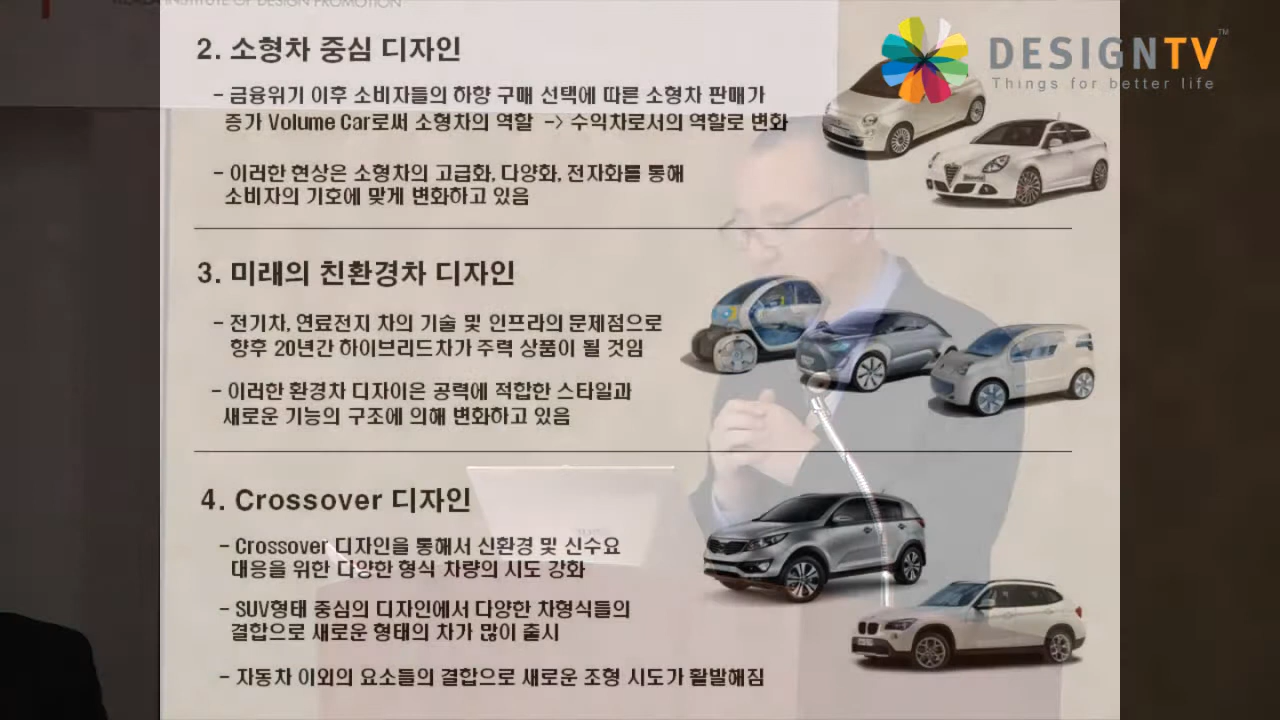 KOREA INSTITUTE OF DESIGN PROMOTION
DESIGNTV™
Things for better life
2. 소형차 중심 디자인
- 금융위기 이후 소비자들의 하향 구매 선택에 따른 소형차 판매가
증가 Volume Car로써 소형차의 역할 -> 수익차로서의 역할로 변화
- 이러한 현상은 소형차의 고급화, 다양화, 전자화를 통해
소비자의 기호에 맞게 변화하고 있음
3. 미래의 친환경차 디자인
- 전기차, 연료전지 차의 기술 및 인프라의 문제점으로
향후 20년간 하이브리드차가 주력 상품이 될 것임
- 이러한 환경차 디자이은 공력에 적합한 스타일과
새로운 기능의 구조에 의해 변화하고 있음
4. Crossover 디자인
- Crossover 디자인을 통해서 신환경 및 신수요
대응을 위한 다양한 형식 차량의 시도 강화
- SUV형태 중심의 디자인에서 다양한 차형식들의
결합으로 새로운 형태의 차가 많이 출시
- 자동차 이외의 요소들의 결합으로 새로운 조형 시도가 활발해짐